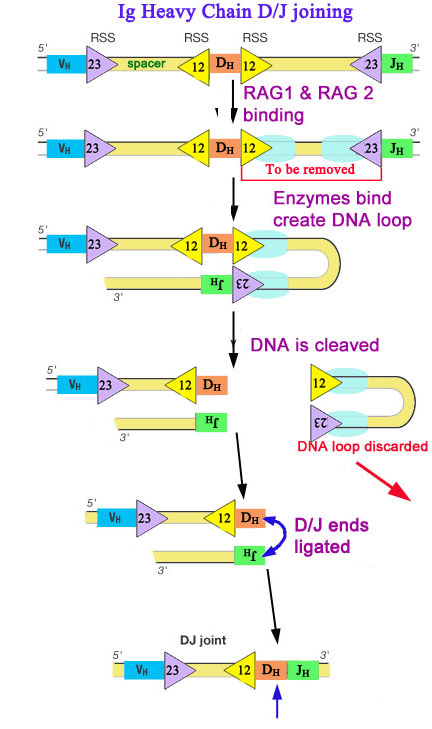 Ig Heavy Chain D/J joining
RSS RSS RSS RSS
5' 3'
VH 23 spacer 12 DH 12 23 JH
RAG1 & RAG 2
binding
5' 3'
VH 23 12 DH 12 23 JH
To be removed
Enzymes bind
create DNA loop
5'
VH 23 12 DH 12
JH 23
3'
DNA is cleaved
5'
VH 23 12 DH 12
JH 23
3'
DNA loop discarded
5'
VH 23 12 DH
D/J ends
ligated
JH
3'
DJ joint
5' 3'
VH 23 12 DH JH